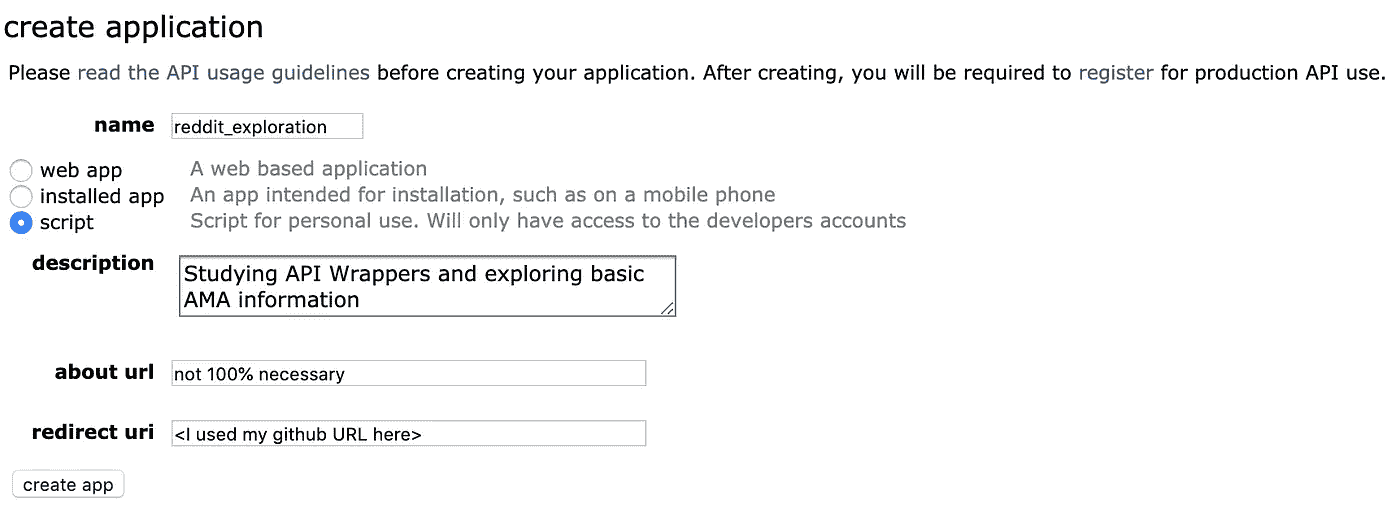 create application
Please read the API usage guidelines before creating your application. After creating, you will be required to register for production API use.
name reddit_exploration
web app A web based application
installed app An app intended for installation, such as on a mobile phone
script Script for personal use. Will only have access to the developers accounts
description Studying API Wrappers and exploring basic
AMA information
about url not 100% necessary
redirect uri <I used my github URL here>
create app